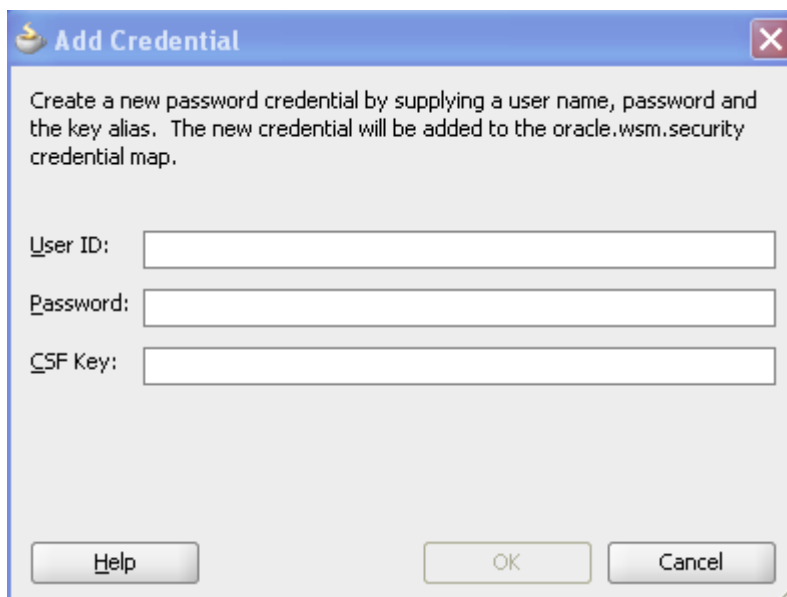 Add Credential
Create a new password credential by supplying a user name, password and
the key alias.  The new credential will be added to the oracle.wsm.security
credential map.
User ID:
Password:
CSF Key:
Help OK Cancel